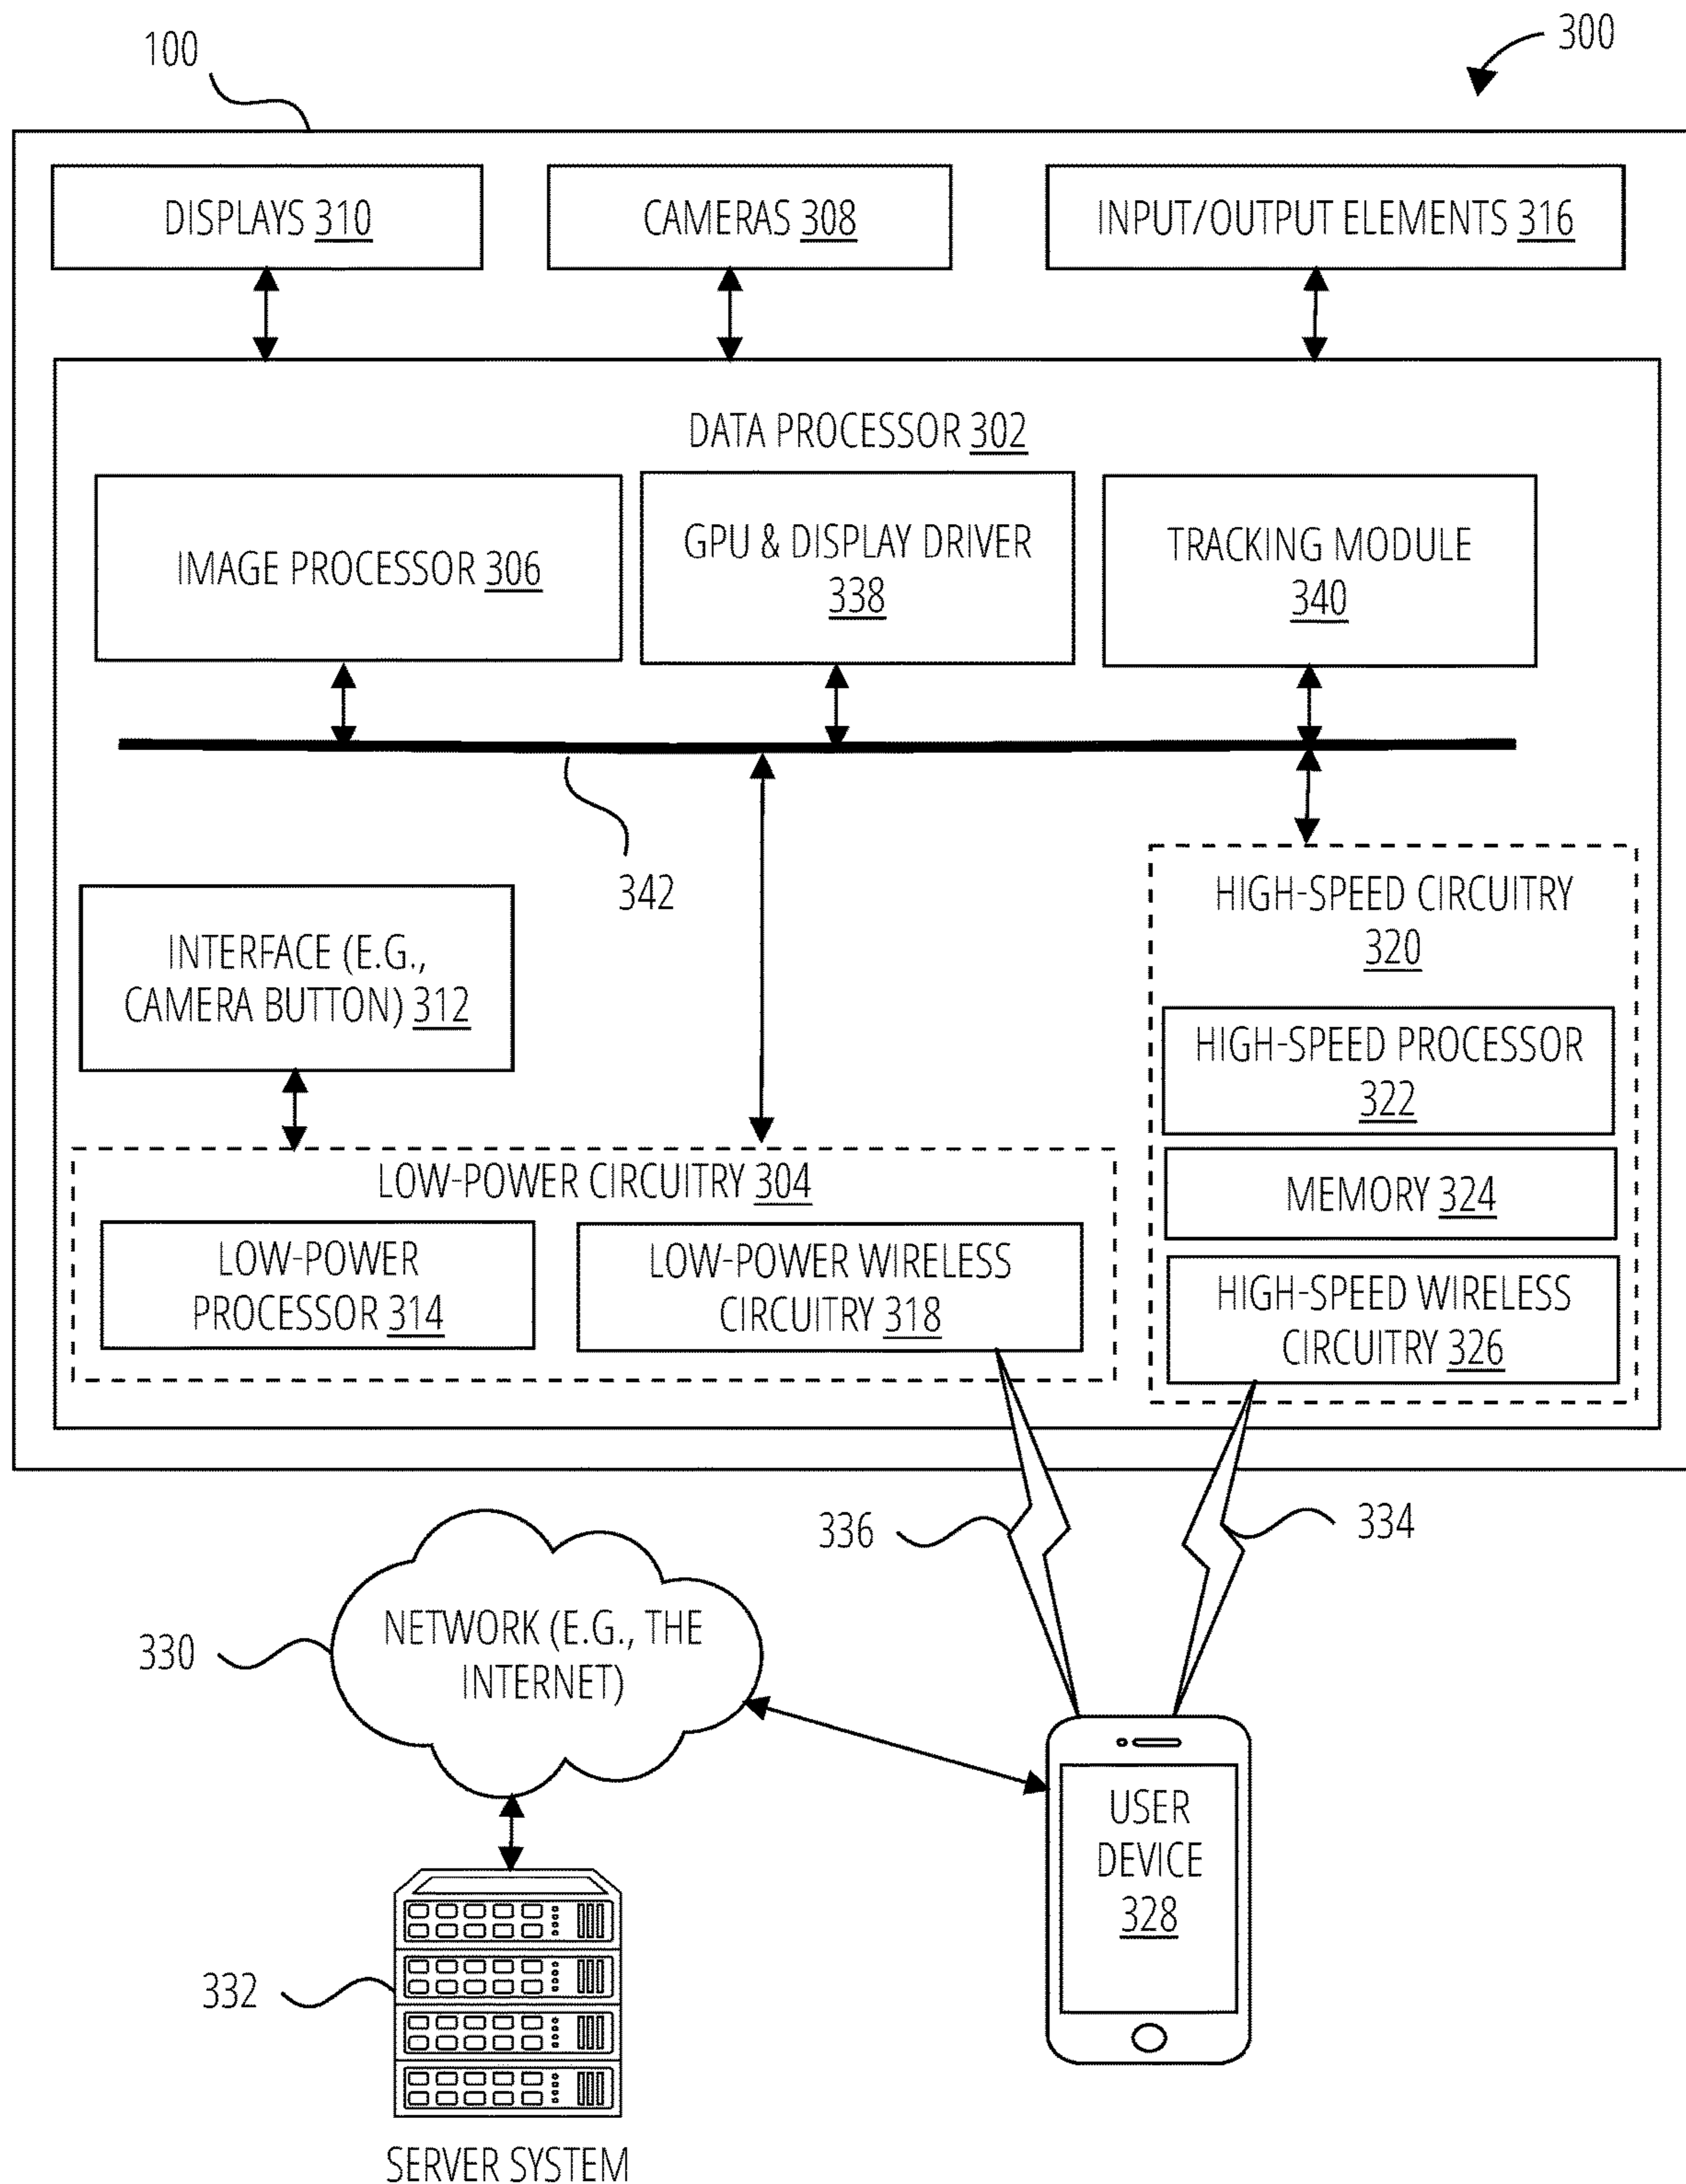 100
300
DISPLAYS 310
CAMERAS 308
INPUT/OUTPUT ELEMENTS 316
DATA PROCESSOR 302
IMAGE PROCESSOR 306
GPU & DISPLAY DRIVER
338
TRACKING MODULE
340
342
INTERFACE (E.G.,
CAMERA BUTTON) 312
HIGH-SPEED CIRCUITRY
320
HIGH-SPEED PROCESSOR
322
MEMORY 324
HIGH-SPEED WIRELESS
CIRCUITRY 326
LOW-POWER CIRCUITRY 304
LOW-POWER
PROCESSOR 314
LOW-POWER WIRELESS
CIRCUITRY 318
336
334
330
NETWORK (E.G., THE
INTERNET)
USER
DEVICE
328
332
SERVER SYSTEM